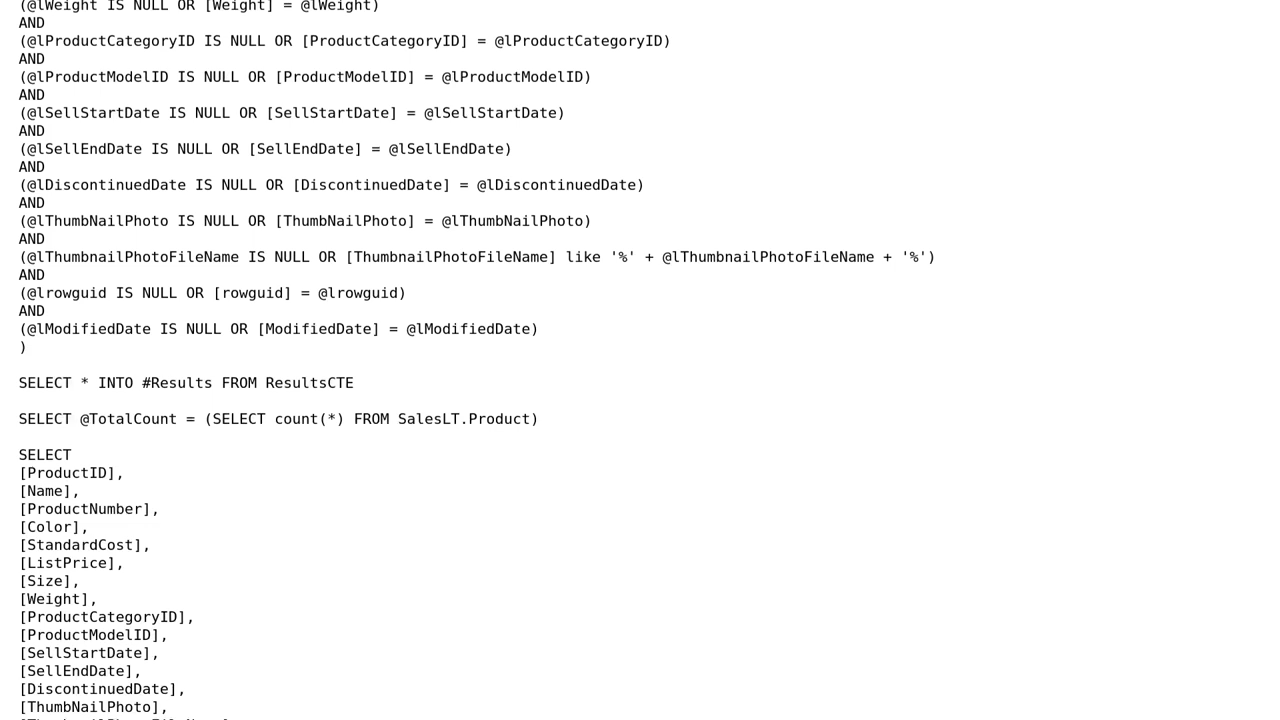 (@lWeight IS NULL OR [Weight] = @lWeight)
AND
(@lProductCategoryID IS NULL OR [ProductCategoryID] = @lProductCategoryID)
AND
(@lProductModelID IS NULL OR [ProductModelID] = @lProductModelID)
AND
(@lSellStartDate IS NULL OR [SellStartDate] = @lSellStartDate)
AND
(@lSellEndDate IS NULL OR [SellEndDate] = @lSellEndDate)
AND
(@lDiscontinuedDate IS NULL OR [DiscontinuedDate] = @lDiscontinuedDate)
AND
(@lThumbNailPhoto IS NULL OR [ThumbNailPhoto] = @lThumbNailPhoto)
AND
(@lThumbnailPhotoFileName IS NULL OR [ThumbnailPhotoFileName] like '%' + @lThumbnailPhotoFileName + '%')
AND
(@lrowguid IS NULL OR [rowguid] = @lrowguid)
AND
(@lModifiedDate IS NULL OR [ModifiedDate] = @lModifiedDate)
)
SELECT * INTO #Results FROM ResultsCTE
SELECT @TotalCount = (SELECT count(*) FROM SalesLT.Product)
SELECT
[ProductID],
[Name],
[ProductNumber],
[Color],
[StandardCost],
[ListPrice],
[Size],
[Weight],
[ProductCategoryID],
[ProductModelID],
[SellStartDate],
[SellEndDate],
[DiscontinuedDate],
[ThumbNailPhoto],